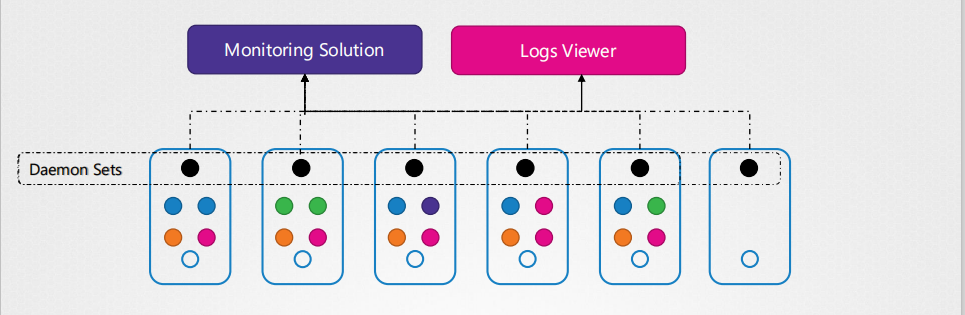 Monitoring Solution
Logs Viewer
Daemon Sets